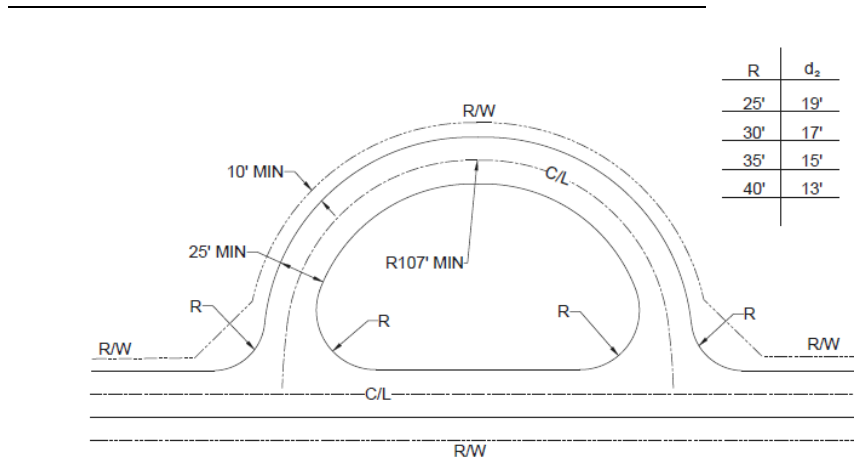 R d₂
25' 19'
30' 17'
35' 15'
40' 13'
R/W
10' MIN
C/L
25' MIN
R107' MIN
R
R
R
R
R/W
R/W
C/L
R/W